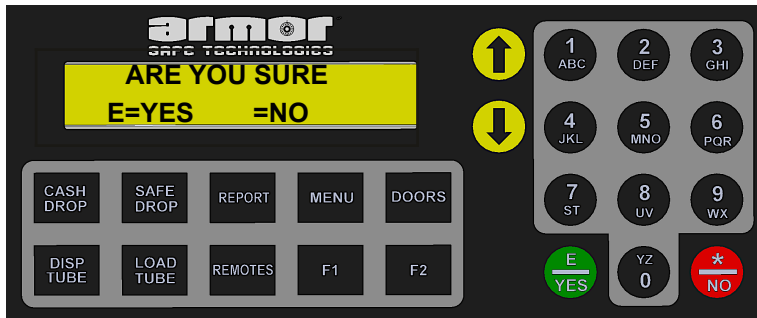 armor®
SAFE TECHNOLOGIES
ARE YOU SURE
E=YES =NO
CASH DROP
SAFE DROP
REPORT
MENU
DOORS
DISP TUBE
LOAD TUBE
REMOTES
F1
F2
1
ABC
2
DEF
3
GHI
4
JKL
5
MNO
6
PQR
7
ST
8
UV
9
WX
E
YES
YZ
0
*
NO